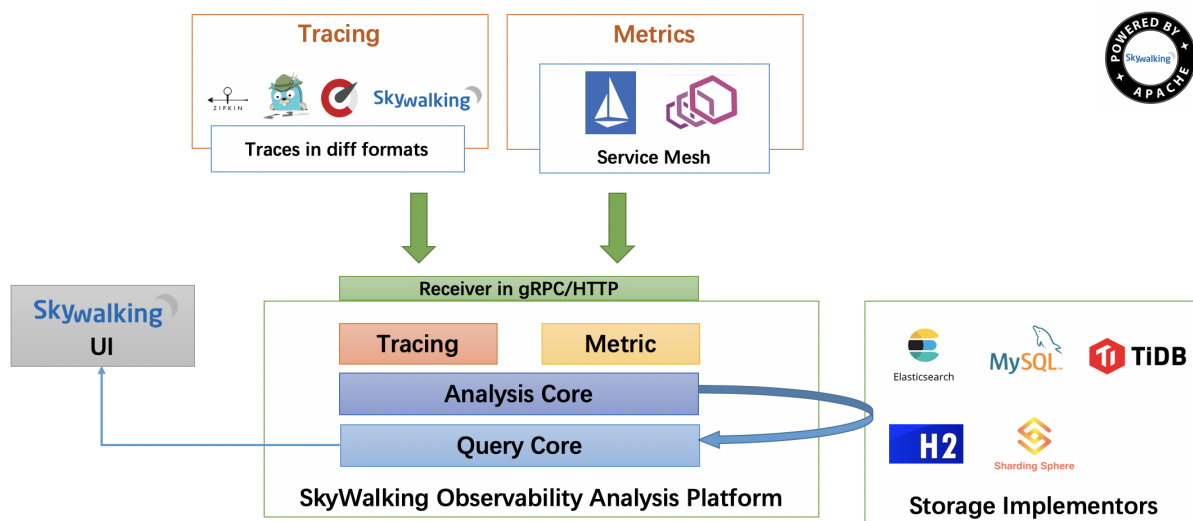 Tracing
ZIPKIN
Skywalking
Traces in diff formats
Metrics
Service Mesh
POWERED BY
Skywalking
APACHE
Receiver in gRPC/HTTP
Skywalking
UI
Tracing
Metric
Analysis Core
Query Core
SkyWalking Observability Analysis Platform
Elasticsearch
MySQL™
TiDB
H2
Sharding Sphere
Storage Implementors